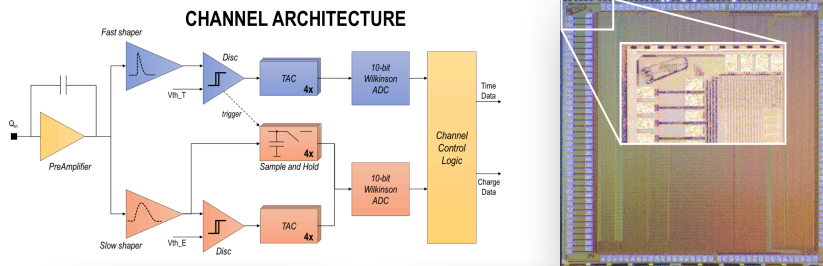 CHANNEL ARCHITECTURE
Fast shaper
Disc
Vth_T
TAC
4x
10-bit
Wilkinson
ADC
trigger
Qin
PreAmplifier
4x
Sample and Hold
Channel
Control
Logic
Time
Data
Charge
Data
10-bit
Wilkinson
ADC
Slow shaper
Vth_E
Disc
TAC
4x